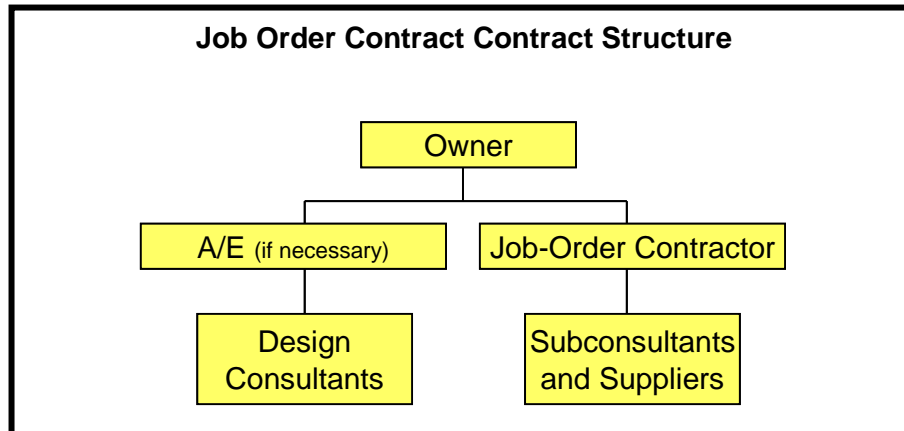 Job Order Contract Contract Structure
Owner
A/E (if necessary)
Job-Order Contractor
Design
Consultants
Subconsultants
and Suppliers